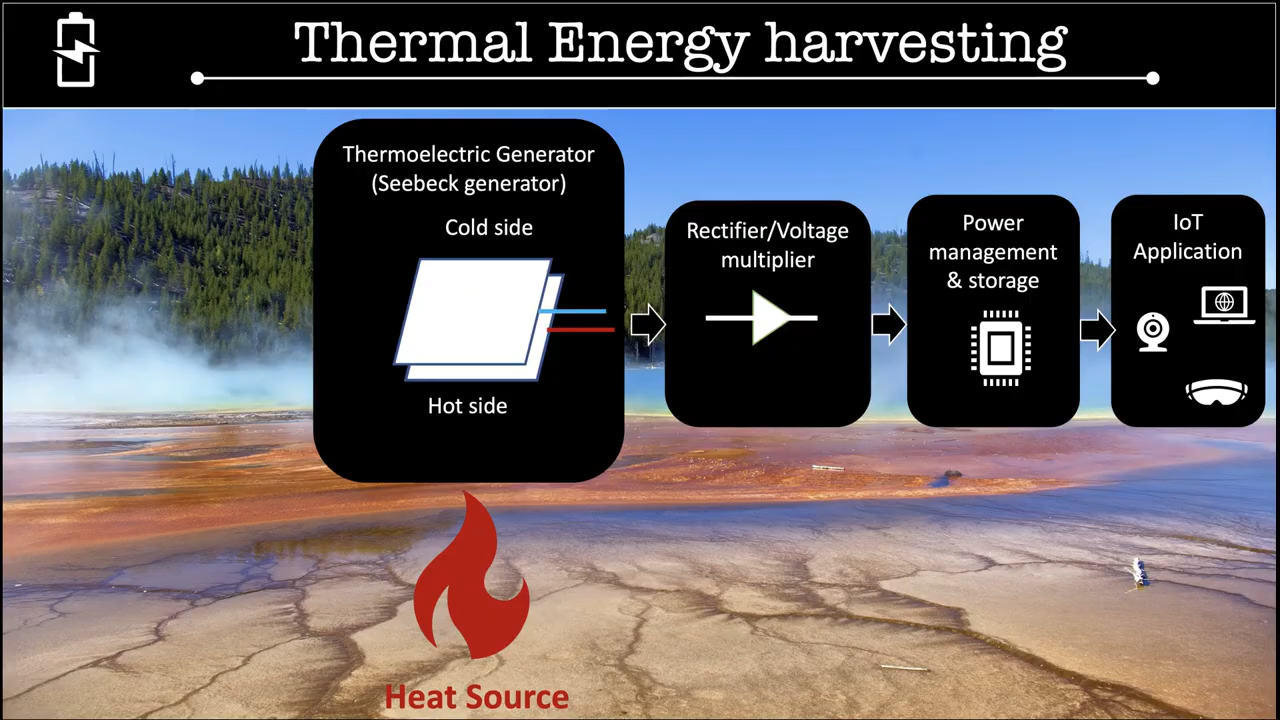 Thermal Energy harvesting
Thermoelectric Generator
(Seebeck generator)
Cold side
Hot side
Rectifier/Voltage
multiplier
Power
management
& storage
IoT
Application
Heat Source